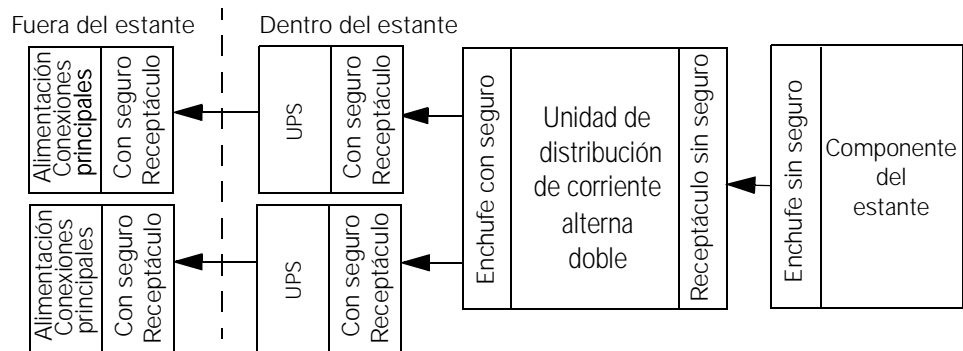 Fuera del estante
Dentro del estante
Alimentación
Conexiones
principales
Con seguro
Receptáculo
UPS
Con seguro
Receptáculo
Alimentación
Conexiones
principales
Con seguro
Receptáculo
UPS
Con seguro
Receptáculo
Enchufe con seguro
Unidad de
distribución
de corriente
alterna
doble
Receptáculo sin seguro
Enchufe sin seguro
Componente
del
estante